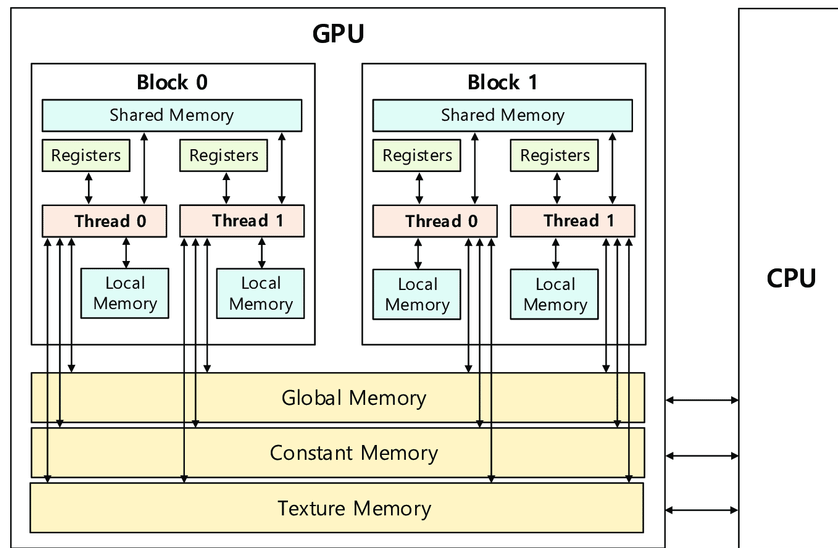 GPU
Block 0
Shared Memory
Registers
Registers
Thread 0
Thread 1
Local
Memory
Local
Memory
Block 1
Shared Memory
Registers
Registers
Thread 0
Thread 1
Local
Memory
Local
Memory
Global Memory
Constant Memory
Texture Memory
CPU